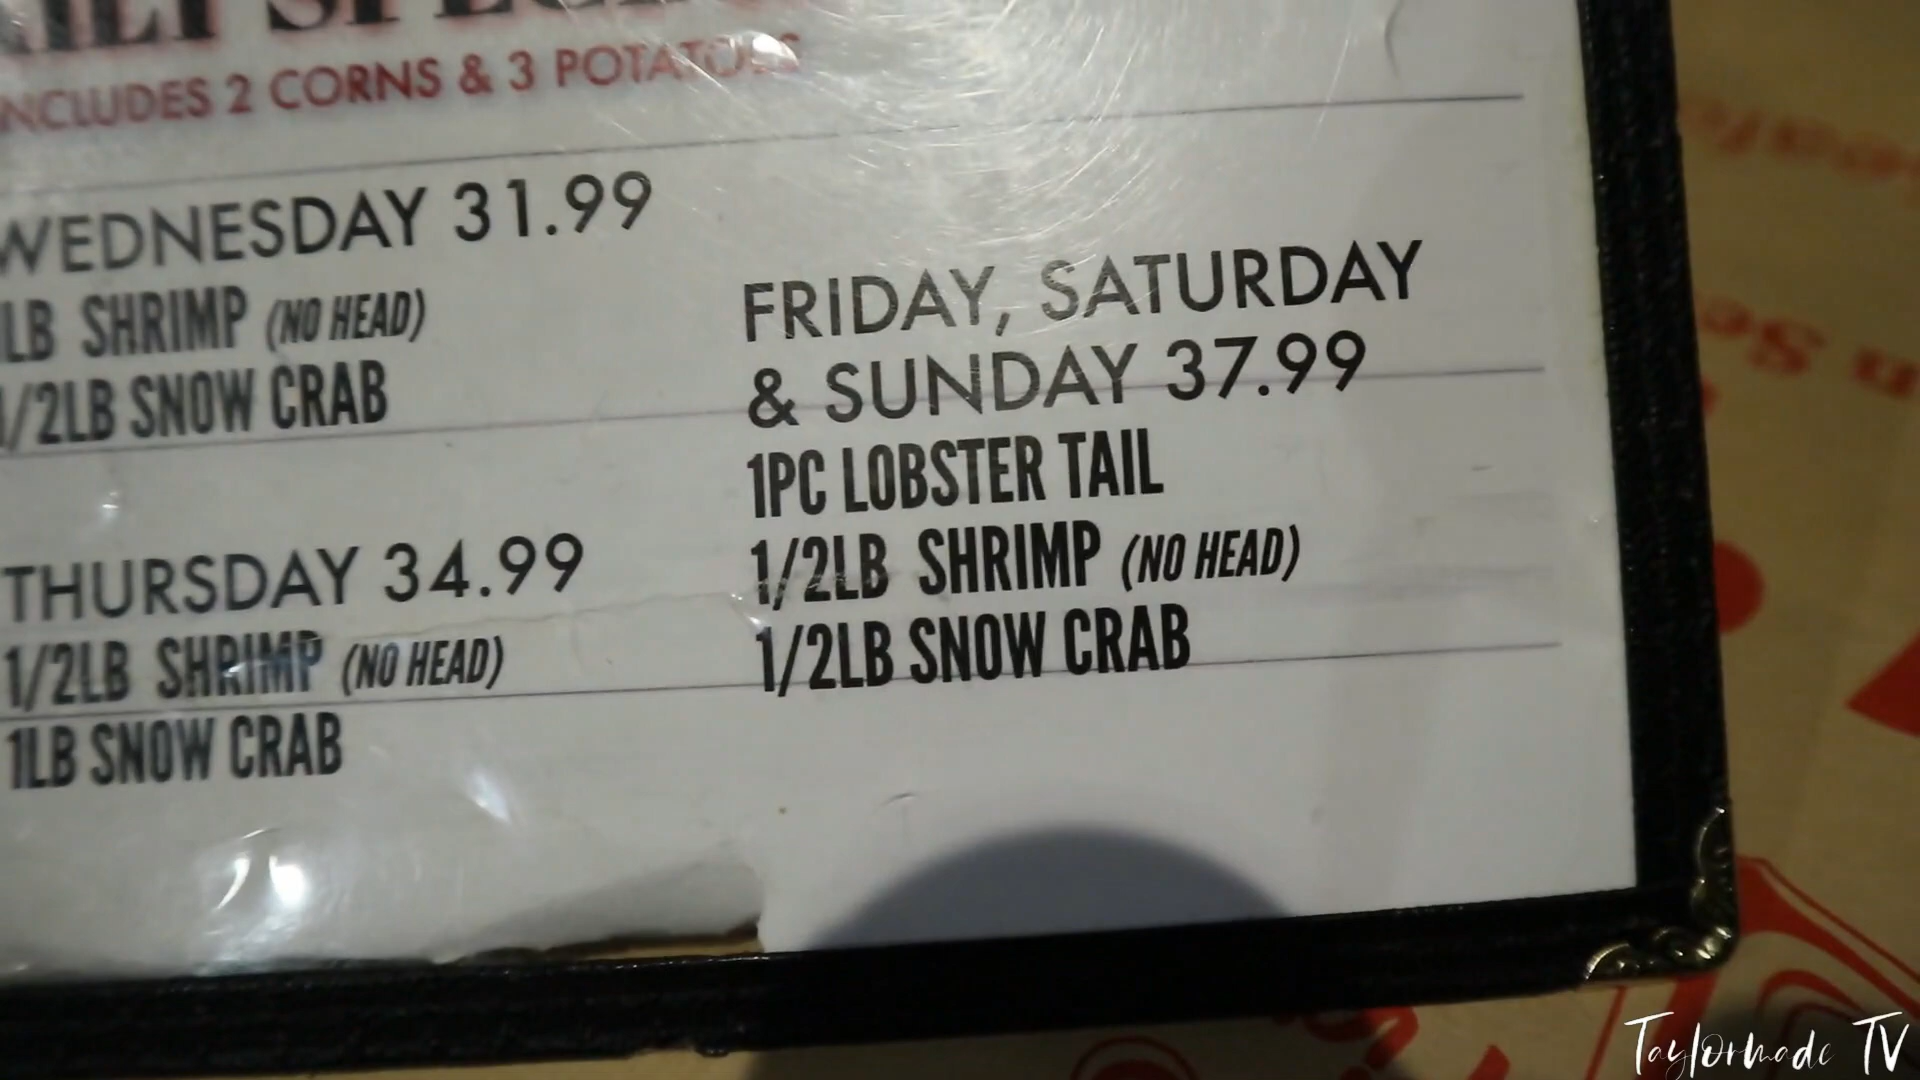 INCLUDES 2 CORNS & 3 POTATOES
WEDNESDAY 31.99
LB SHRIMP (NO HEAD)
1/2LB SNOW CRAB
THURSDAY 34.99
1/2LB SHRIMP (NO HEAD)
1LB SNOW CRAB
FRIDAY, SATURDAY
& SUNDAY 37.99
1PC LOBSTER TAIL
1/2LB SHRIMP (NO HEAD)
1/2LB SNOW CRAB
Taylormade TV